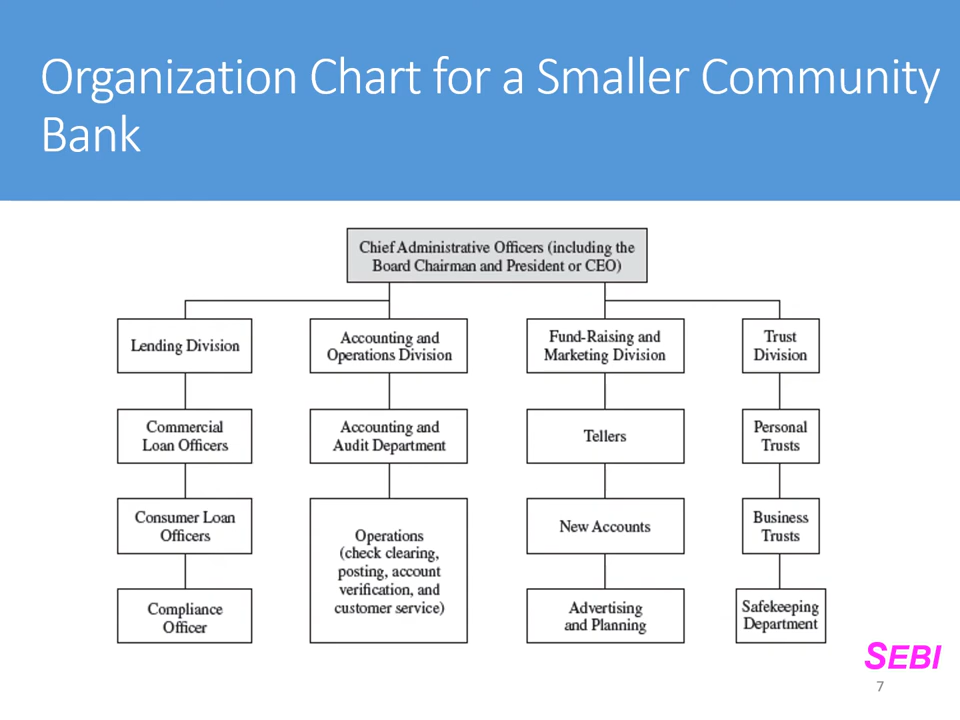 Organization Chart for a Smaller Community
Bank
Chief Administrative Officers (including the
Board Chairman and President or CEO)
Lending Division
Accounting and
Operations Division
Fund-Raising and
Marketing Division
Trust
Division
Commercial
Loan Officers
Accounting and
Audit Department
Tellers
Personal
Trusts
Consumer Loan
Officers
Operations
(check clearing,
posting, account
verification, and
customer service)
New Accounts
Business
Trusts
Compliance
Officer
Advertising
and Planning
Safekeeping
Department
SEBI
7